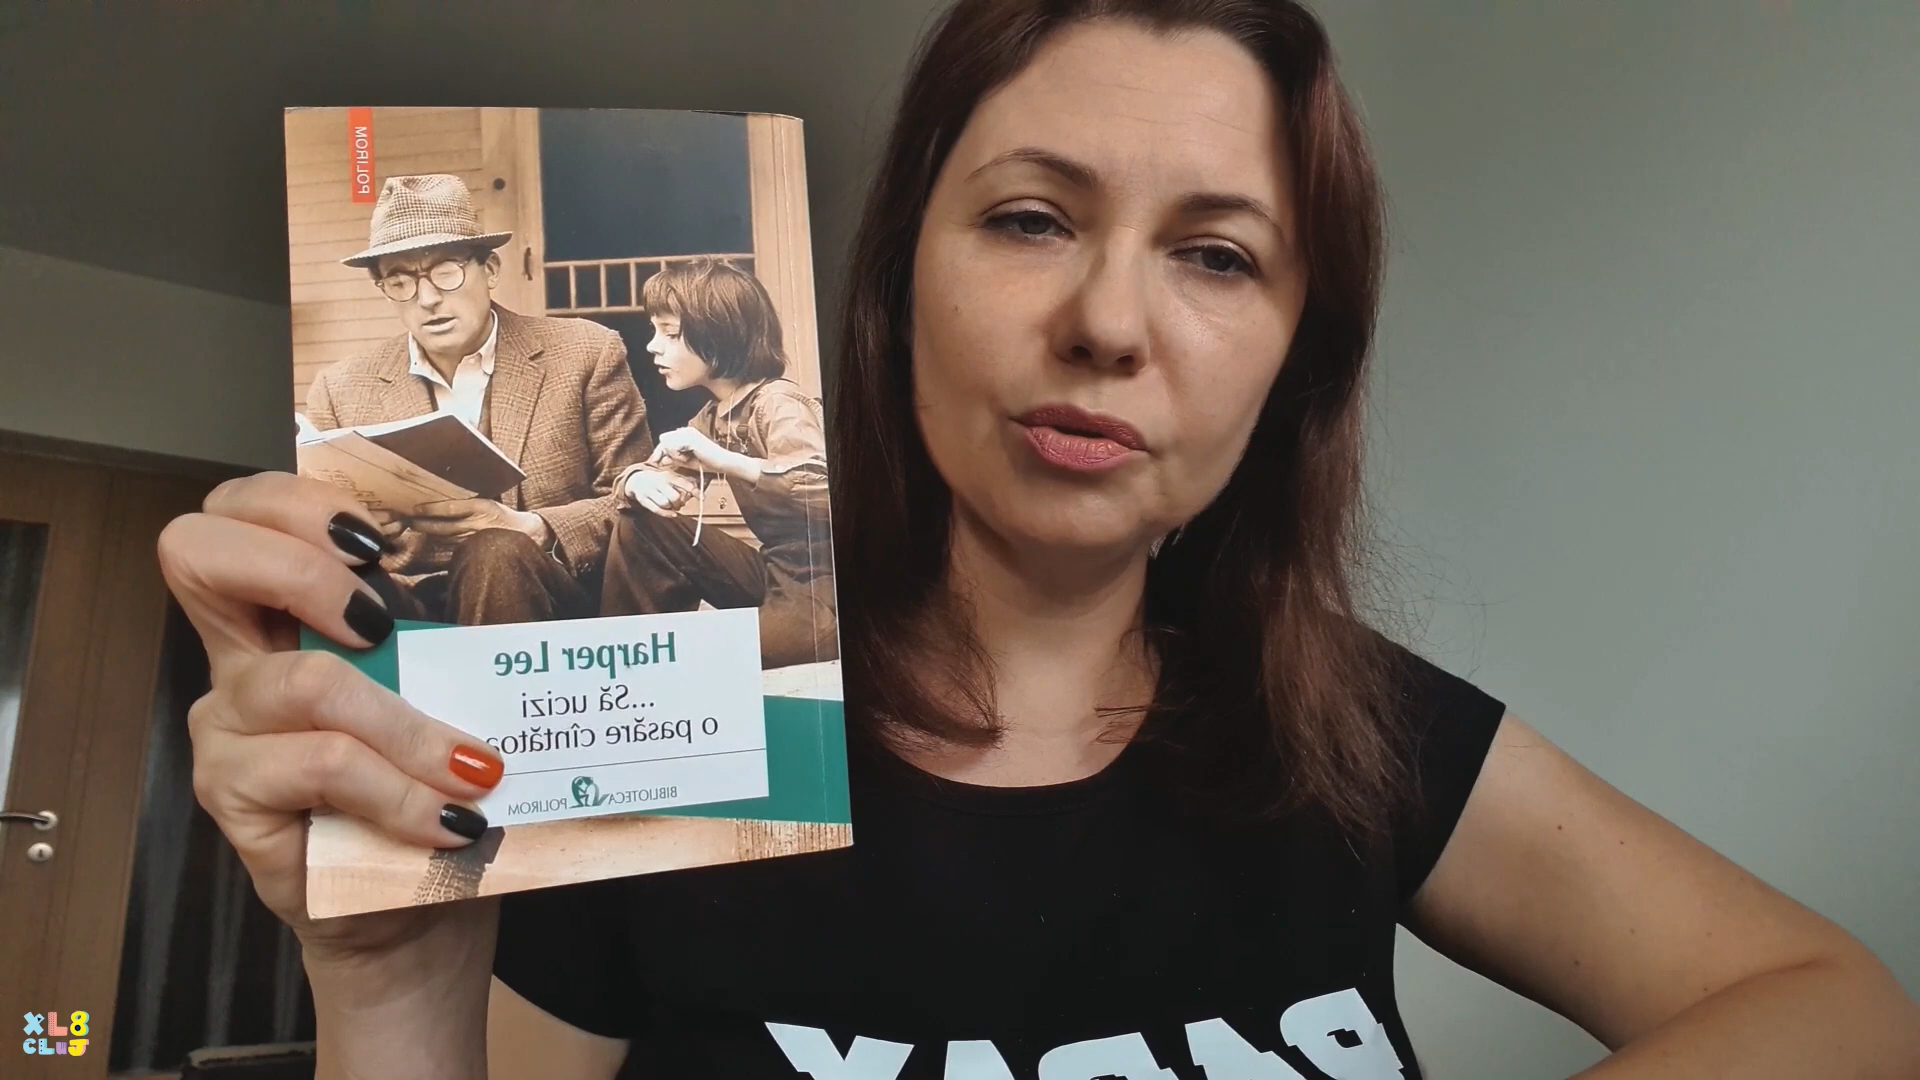 POLIROM
Harper Lee
...Să ucizi
o pasăre cîntătoa
BIBLIOTECA POLIROM
XL8
CLUJ